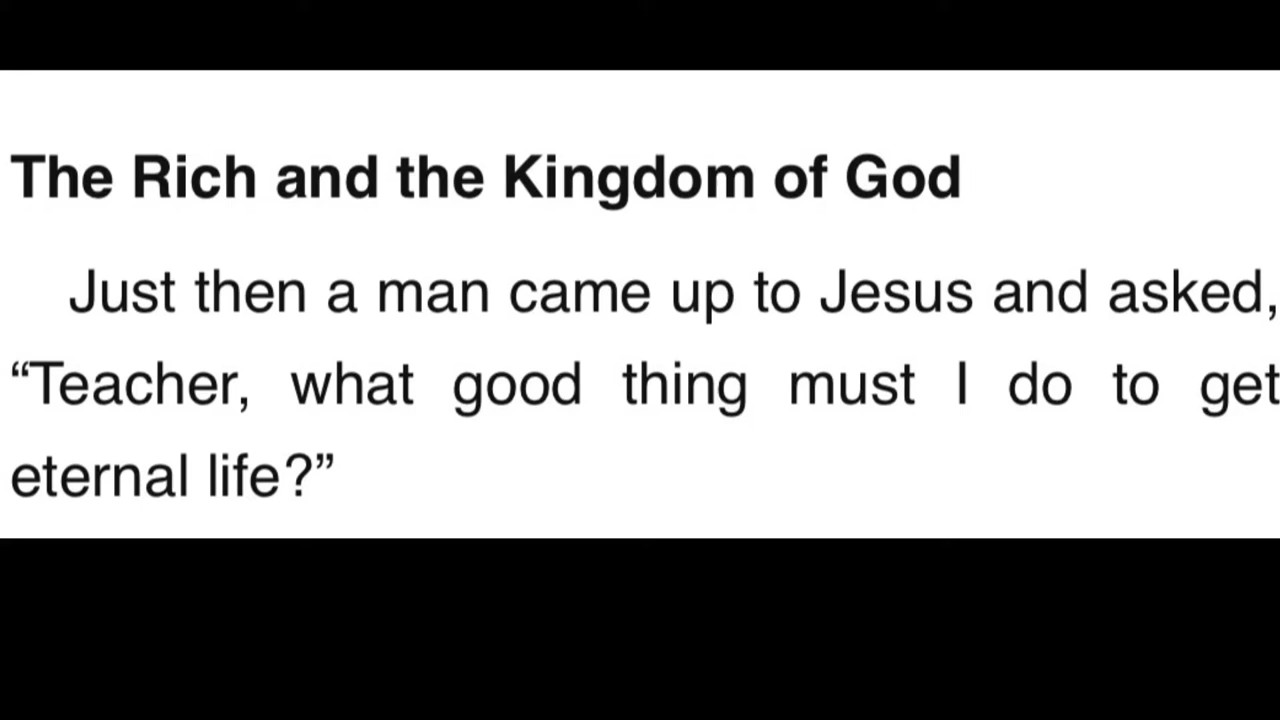 The Rich and the Kingdom of God
Just then a man came up to Jesus and asked,
“Teacher, what good thing must I do to get
eternal life?”